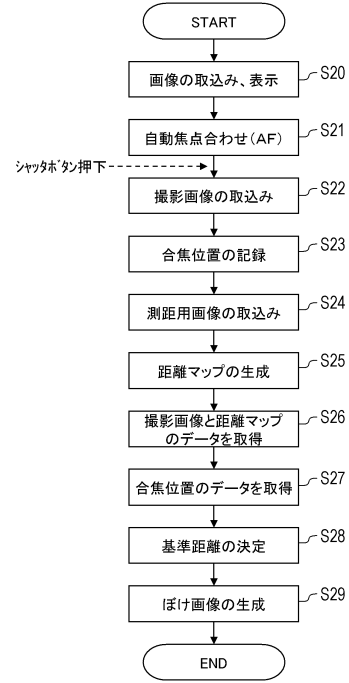 START
画像の取込み、表示
S20
自動焦点合わせ(AF)
S21
シャッタボタン押下
撮影画像の取込み
S22
合焦位置の記録
S23
測距用画像の取込み
S24
距離マップの生成
S25
撮影画像と距離マップ
のデータを取得
S26
合焦位置のデータを取得
S27
基準距離の決定
S28
ぼけ画像の生成
S29
END